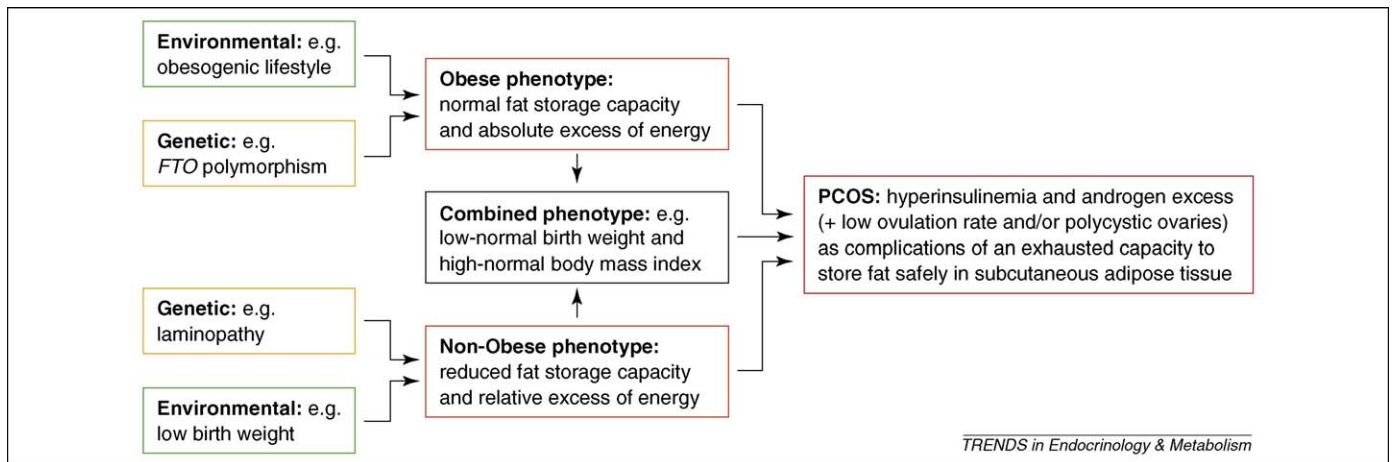 Environmental: e.g.
obesogenic lifestyle
Genetic: e.g.
FTO polymorphism
Obese phenotype:
normal fat storage capacity
and absolute excess of energy
Combined phenotype: e.g.
low-normal birth weight and
high-normal body mass index
Genetic: e.g.
laminopathy
Environmental: e.g.
low birth weight
Non-Obese phenotype:
reduced fat storage capacity
and relative excess of energy
PCOS: hyperinsulinemia and androgen excess
(+ low ovulation rate and/or polycystic ovaries)
as complications of an exhausted capacity to
store fat safely in subcutaneous adipose tissue
TRENDS in Endocrinology & Metabolism